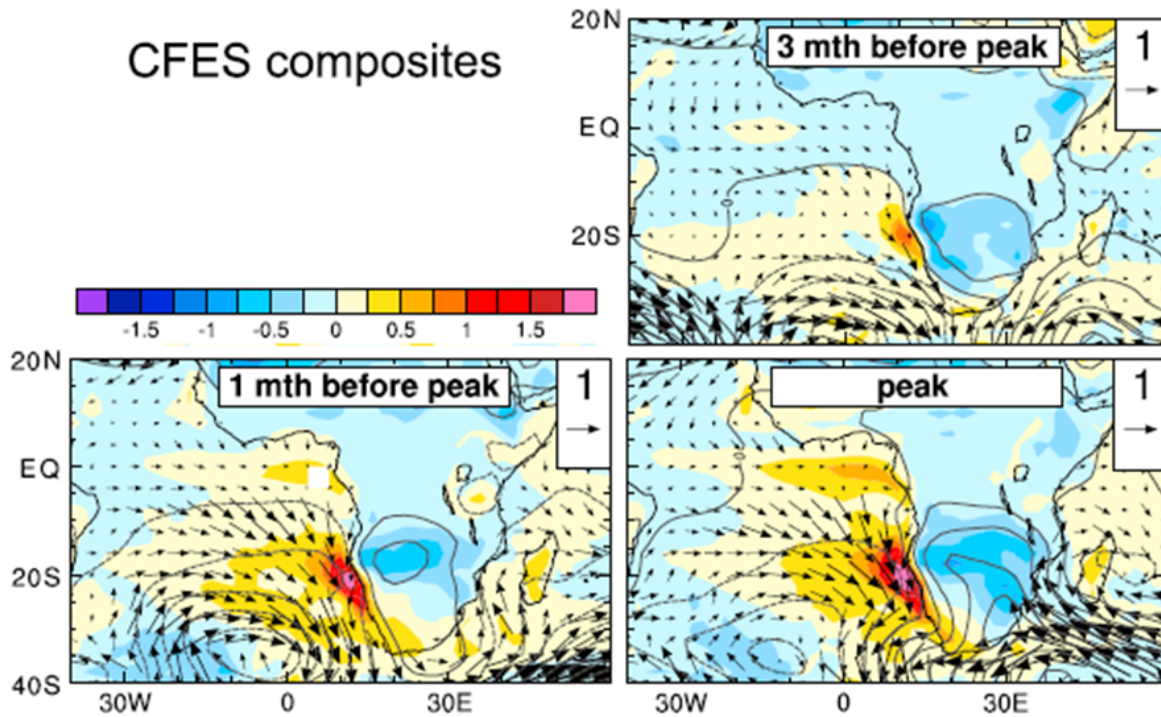 CFES composites
20N
3 mth before peak
1
EQ
20S
-1.5 -1 -0.5 0 0.5 1 1.5
20N
1 mth before peak
1
peak
1
EQ
20S
40S
30W 0 30E
30W 0 30E